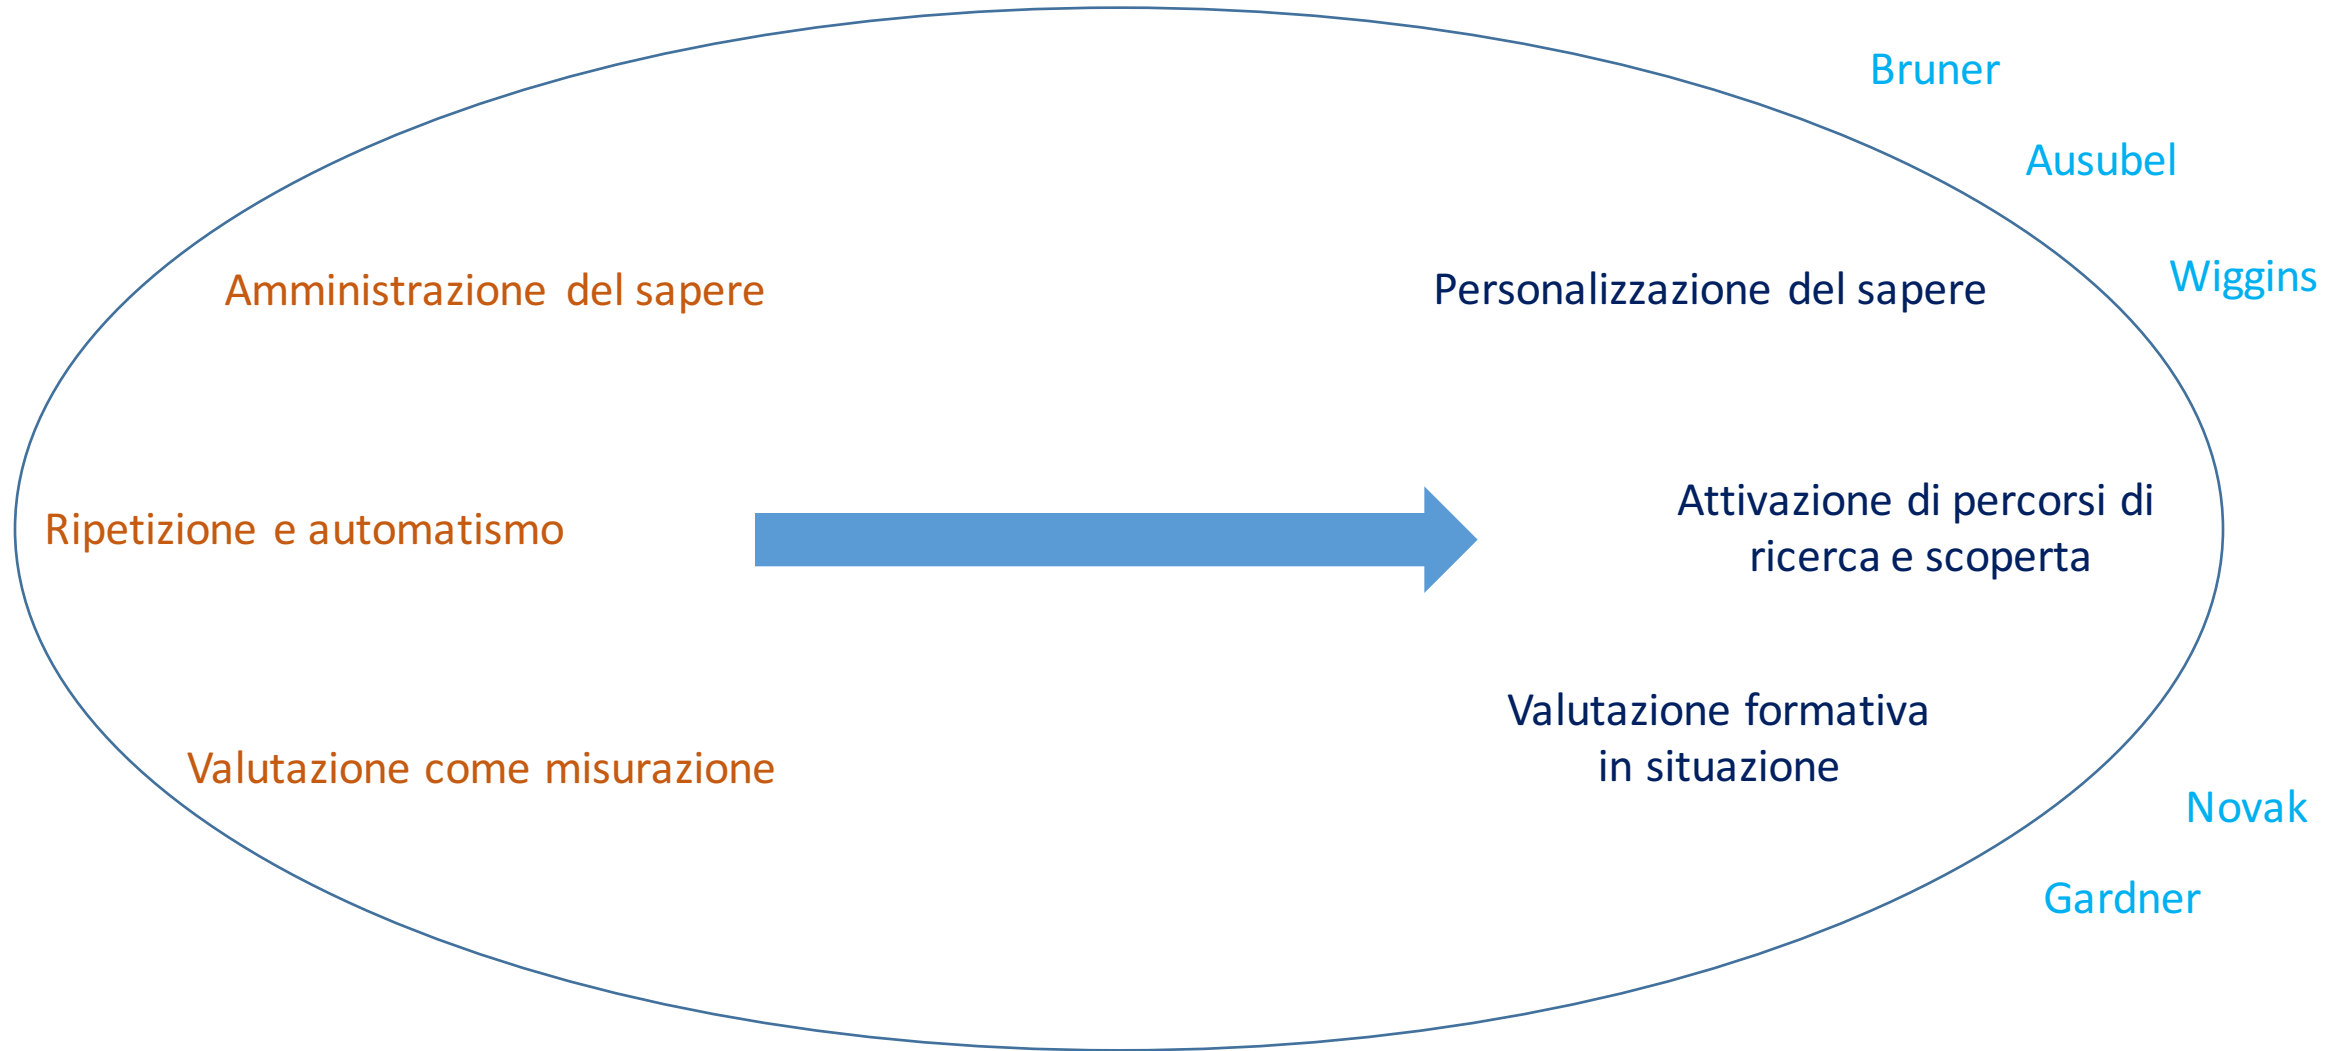 Bruner
Ausubel
Wiggins
Amministrazione del sapere
Personalizzazione del sapere
Ripetizione e automatismo
Attivazione di percorsi di
ricerca e scoperta
Valutazione come misurazione
Valutazione formativa
in situazione
Novak
Gardner